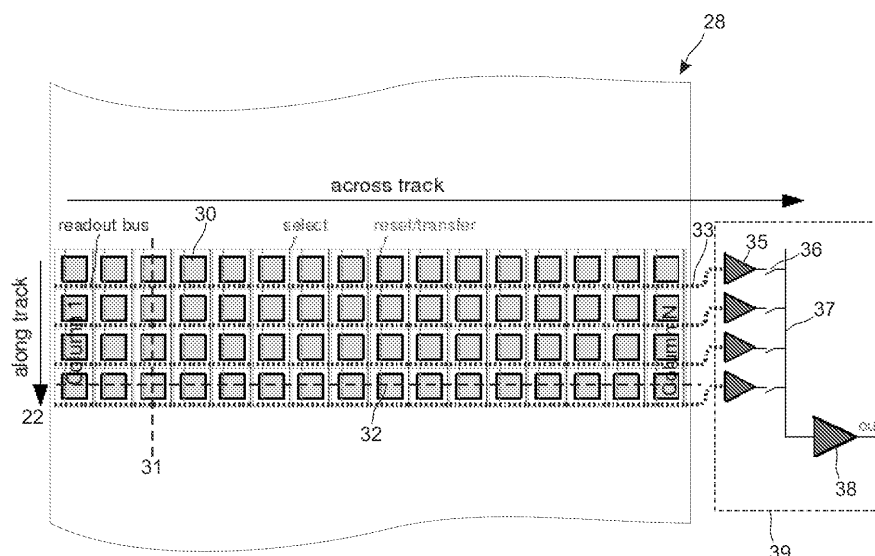 28
across track
readout bus
30
select
reset/transfer
33
35
36
37
along track
Column 1
Column N
22
31
32
out
38
39